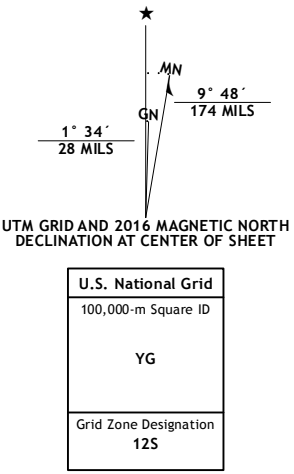 ★
MN
GN
9° 48´
174 MILS
1° 34´
28 MILS
UTM GRID AND 2016 MAGNETIC NORTH
DECLINATION AT CENTER OF SHEET
U.S. National Grid
100,000-m Square ID
YG
Grid Zone Designation
12S